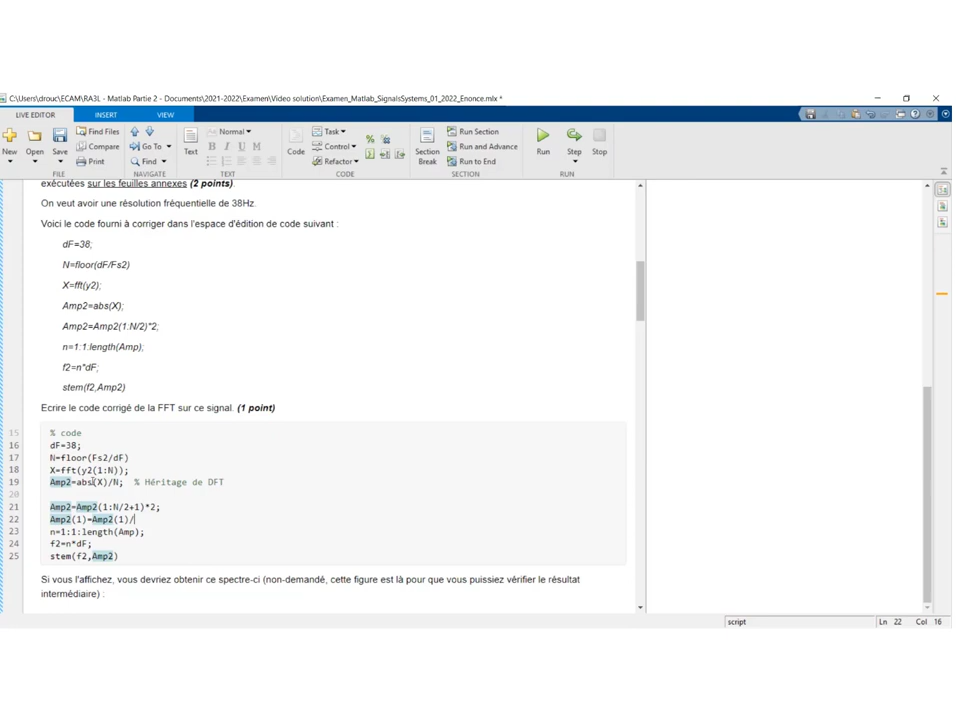 C:\Users\drouc\ECAM\RA3L - Matlab Partie 2 - Documents\2021-2022\Examen\Video solution\Examen_Matlab_SignalsSystems_01_2022_Enonce.mlx *
LIVE EDITOR INSERT VIEW
New Open Save Find Files Compare Print Go To Find Text Normal B I U M Code Task Control Refactor Section Break Run Section Run and Advance Run to End Run Step Stop
FILE NAVIGATE TEXT CODE SECTION RUN
exécutées sur les feuilles annexes (2 points).
On veut avoir une résolution fréquentielle de 38Hz.
Voici le code fourni à corriger dans l'espace d'édition de code suivant :
dF=38;
N=floor(dF/Fs2)
X=fft(y2);
Amp2=abs(X);
Amp2=Amp2(1:N/2)*2;
n=1:1:length(Amp);
f2=n*dF;
stem(f2,Amp2)
Ecrire le code corrigé de la FFT sur ce signal. (1 point)
15 % code
16 dF=38;
17 N=floor(Fs2/dF)
18 X=fft(y2(1:N));
19 Amp2=abs(X)/N; % Héritage de DFT
20
21 Amp2=Amp2(1:N/2+1)*2;
22 Amp2(1)=Amp2(1)/
23 n=1:1:length(Amp);
24 f2=n*dF;
25 stem(f2,Amp2)
Si vous l'affichez, vous devriez obtenir ce spectre-ci (non-demandé, cette figure est là pour que vous puissiez vérifier le résultat
intermédiaire) :
script Ln 22 Col 16